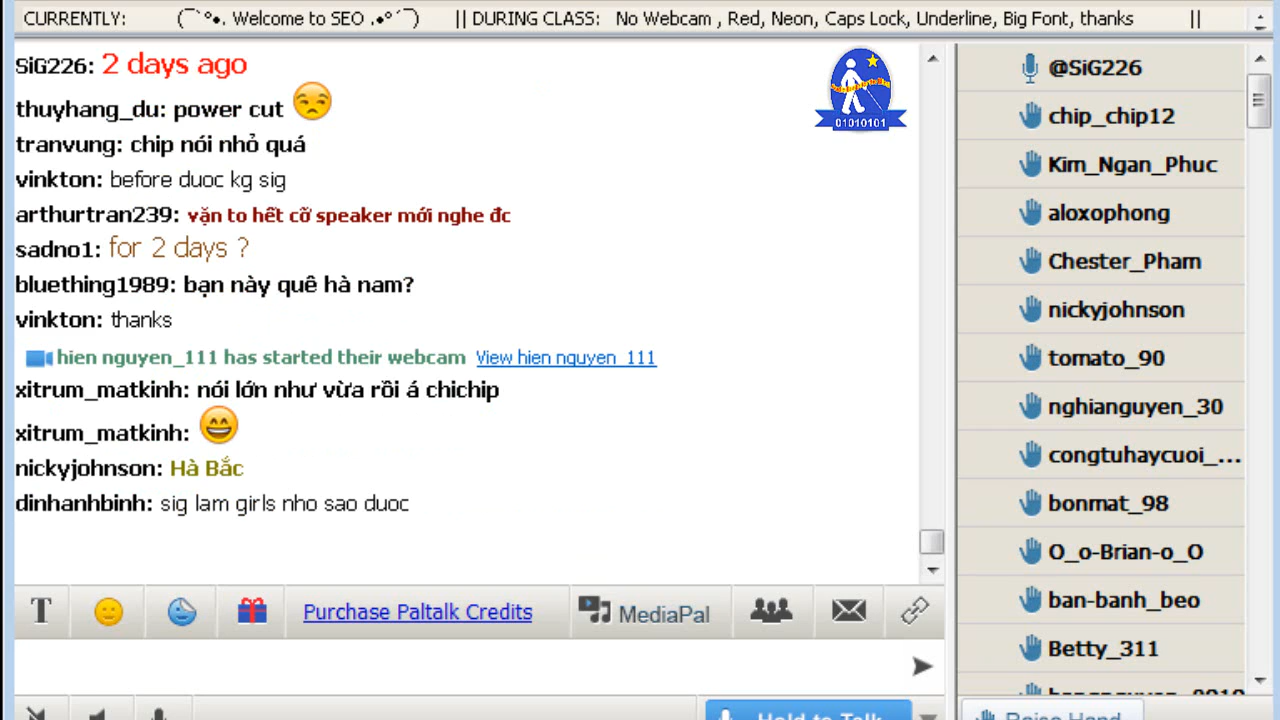 CURRENTLY: (¯`°•. Welcome to SEO .•°´¯) || DURING CLASS: No Webcam , Red, Neon, Caps Lock, Underline, Big Font, thanks ||
SiG226: 2 days ago
thuyhang_du: power cut
tranvung: chip nói nhỏ quá
vinkton: before duoc kg sig
arthurtran239: vặn to hết cỡ speaker mới nghe đc
sadno1: for 2 days ?
bluething1989: bạn này quê hà nam?
vinkton: thanks
hien nguyen_111 has started their webcam View hien nguyen_111
xitrum_matkinh: nói lớn như vừa rồi á chichip
xitrum_matkinh:
nickyjohnson: Hà Bắc
dinhanhbinh: sig lam girls nho sao duoc
01010101
T Purchase Paltalk Credits MediaPal
Hold to Talk
@SiG226
chip_chip12
Kim_Ngan_Phuc
aloxophong
Chester_Pham
nickyjohnson
tomato_90
nghianguyen_30
congtuhaycuoi_...
bonmat_98
O_o-Brian-o_O
ban-banh_beo
Betty_311
Raise Hand